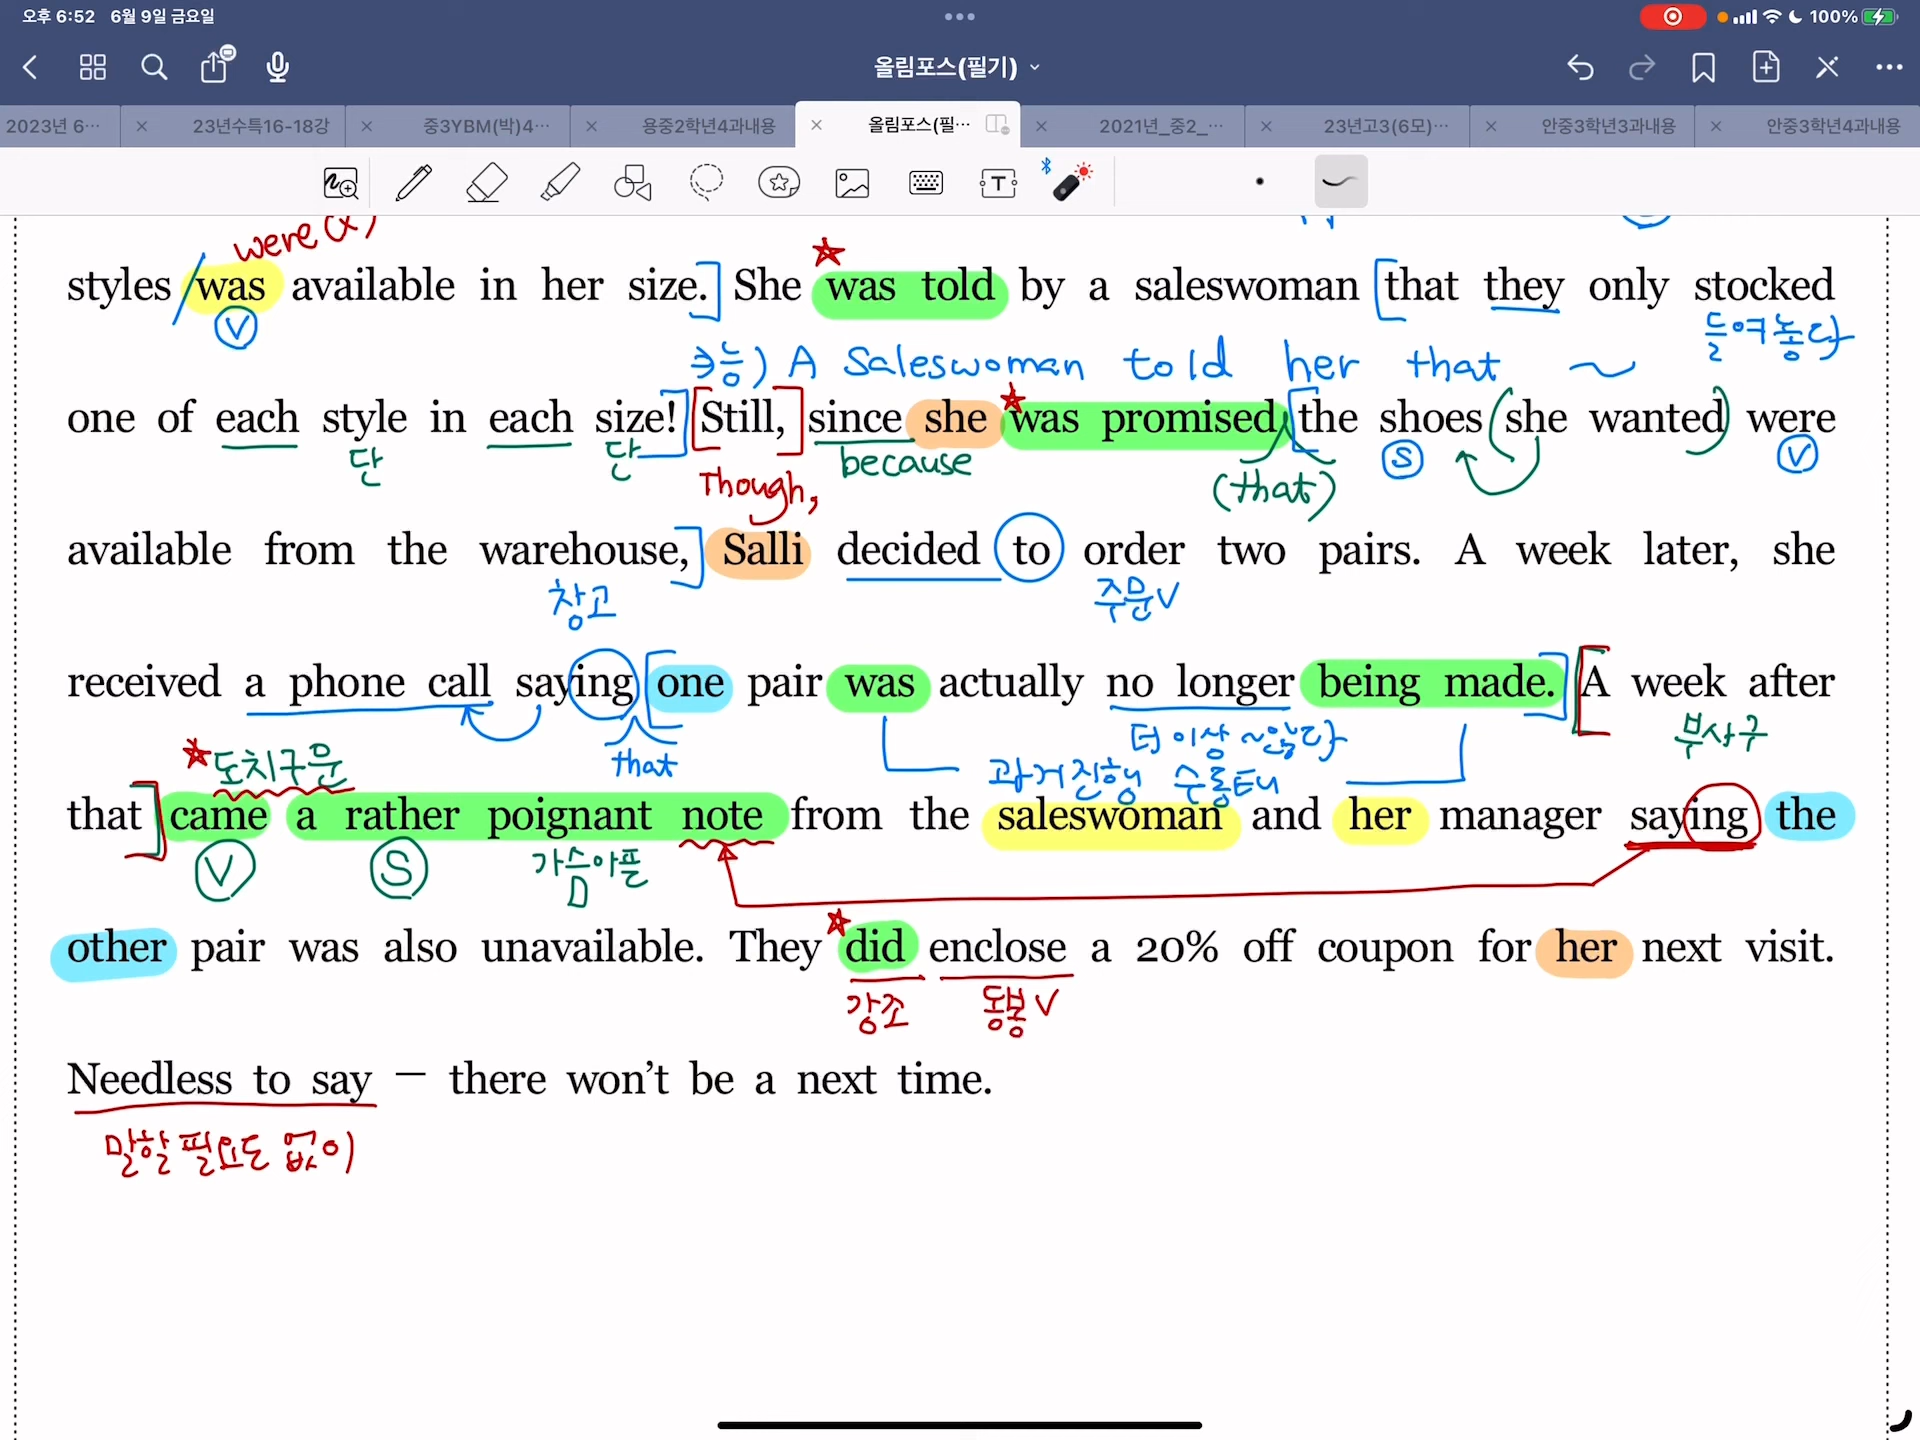 오후 6:52 6월 9일 금요일 100%
올림포스(필기)
2023년 6··· 23년수특16-18강 중3YBM(박)4··· 용중2학년4과내용 올림포스(필··· 2021년_중2_··· 23년고3(6모)··· 안중3학년3과내용 안중3학년4과내용
were (X)
styles was available in her size. She was told by a saleswoman that they only stocked
V 들여놓다
능) A Saleswoman told her that ~
one of each style in each size! Still, since she was promised the shoes she wanted were
단 단 Though, because (that) S V
available from the warehouse, Salli decided to order two pairs. A week later, she
창고 주문V
received a phone call saying one pair was actually no longer being made. A week after
that 더 이상 ~않다 부사구
도치구문 과거진행 수동태
that came a rather poignant note from the saleswoman and her manager saying the
V S 가슴아픈
other pair was also unavailable. They did enclose a 20% off coupon for her next visit.
강조 동봉V
Needless to say – there won't be a next time.
말할 필요도 없이